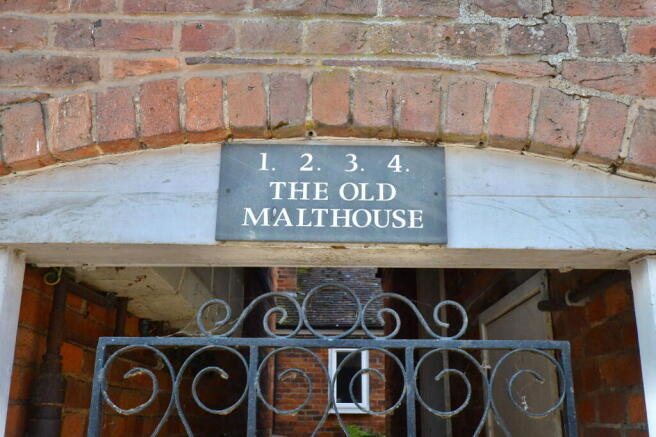 1. 2. 3. 4.
THE OLD
MALTHOUSE